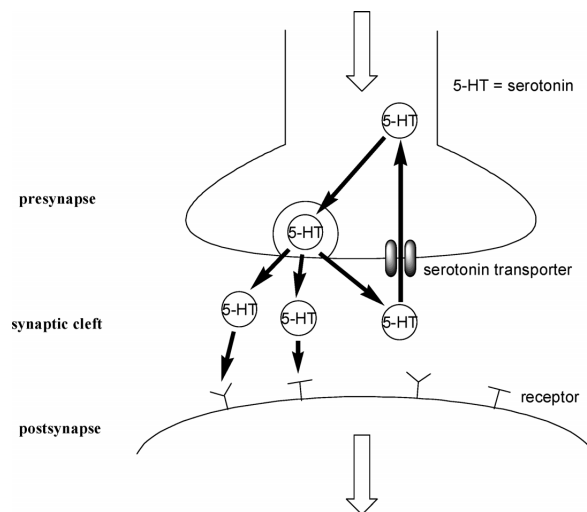 5-HT = serotonin
5-HT
presynapse
5-HT
serotonin transporter
5-HT
5-HT
5-HT
synaptic cleft
receptor
postsynapse